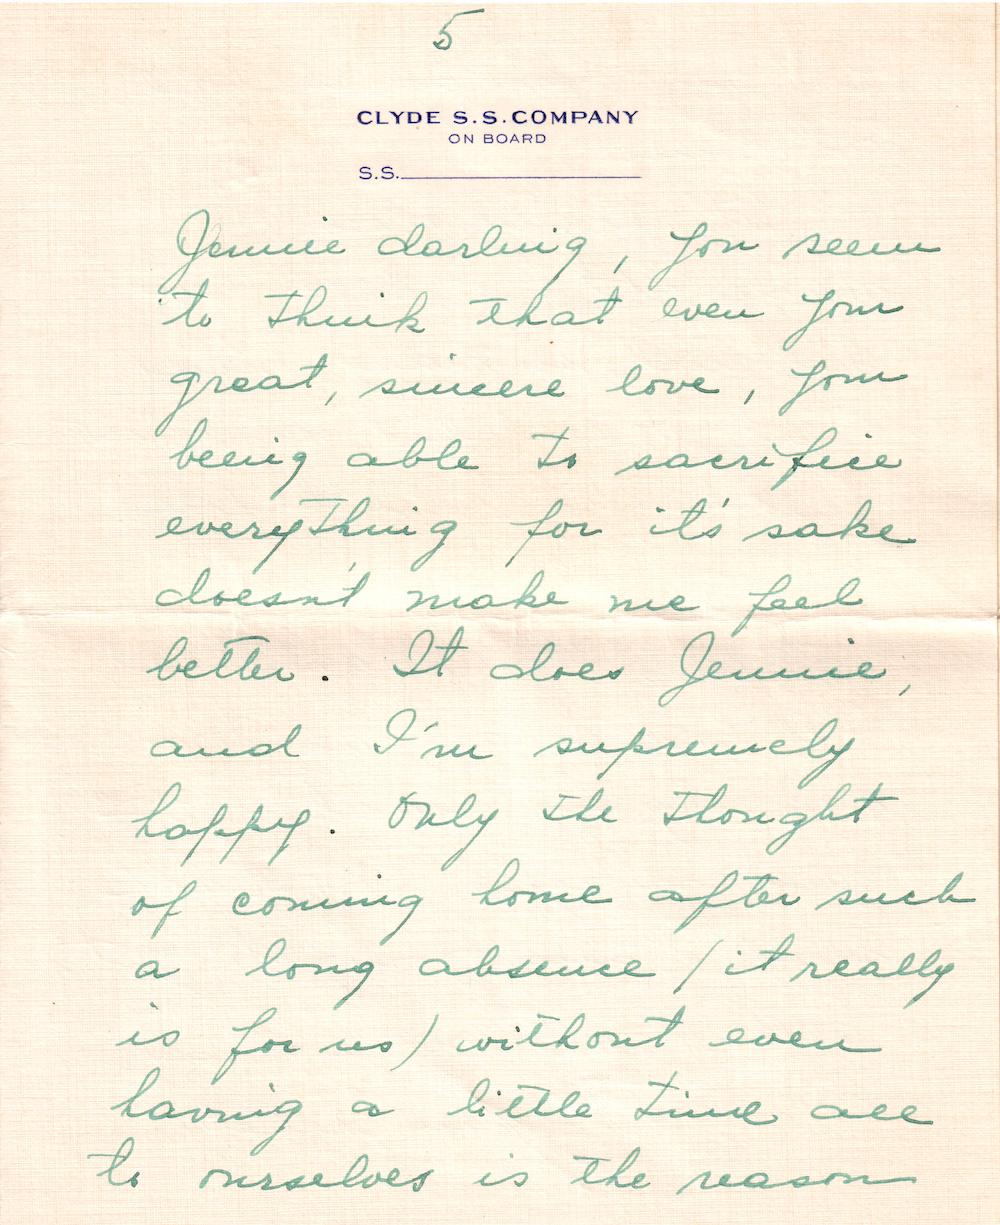 5
CLYDE S.S. COMPANY
ON BOARD
S.S.
Jennie darling, you seem
to think that even your
great, sincere love, your
being able to sacrifice
everything for it's sake
doesn't make me feel
better. It does Jennie,
and I'm supremely
happy. Only the thought
of coming home after such
a long absence (it really
is for us) without even
having a little time all
to ourselves is the reason